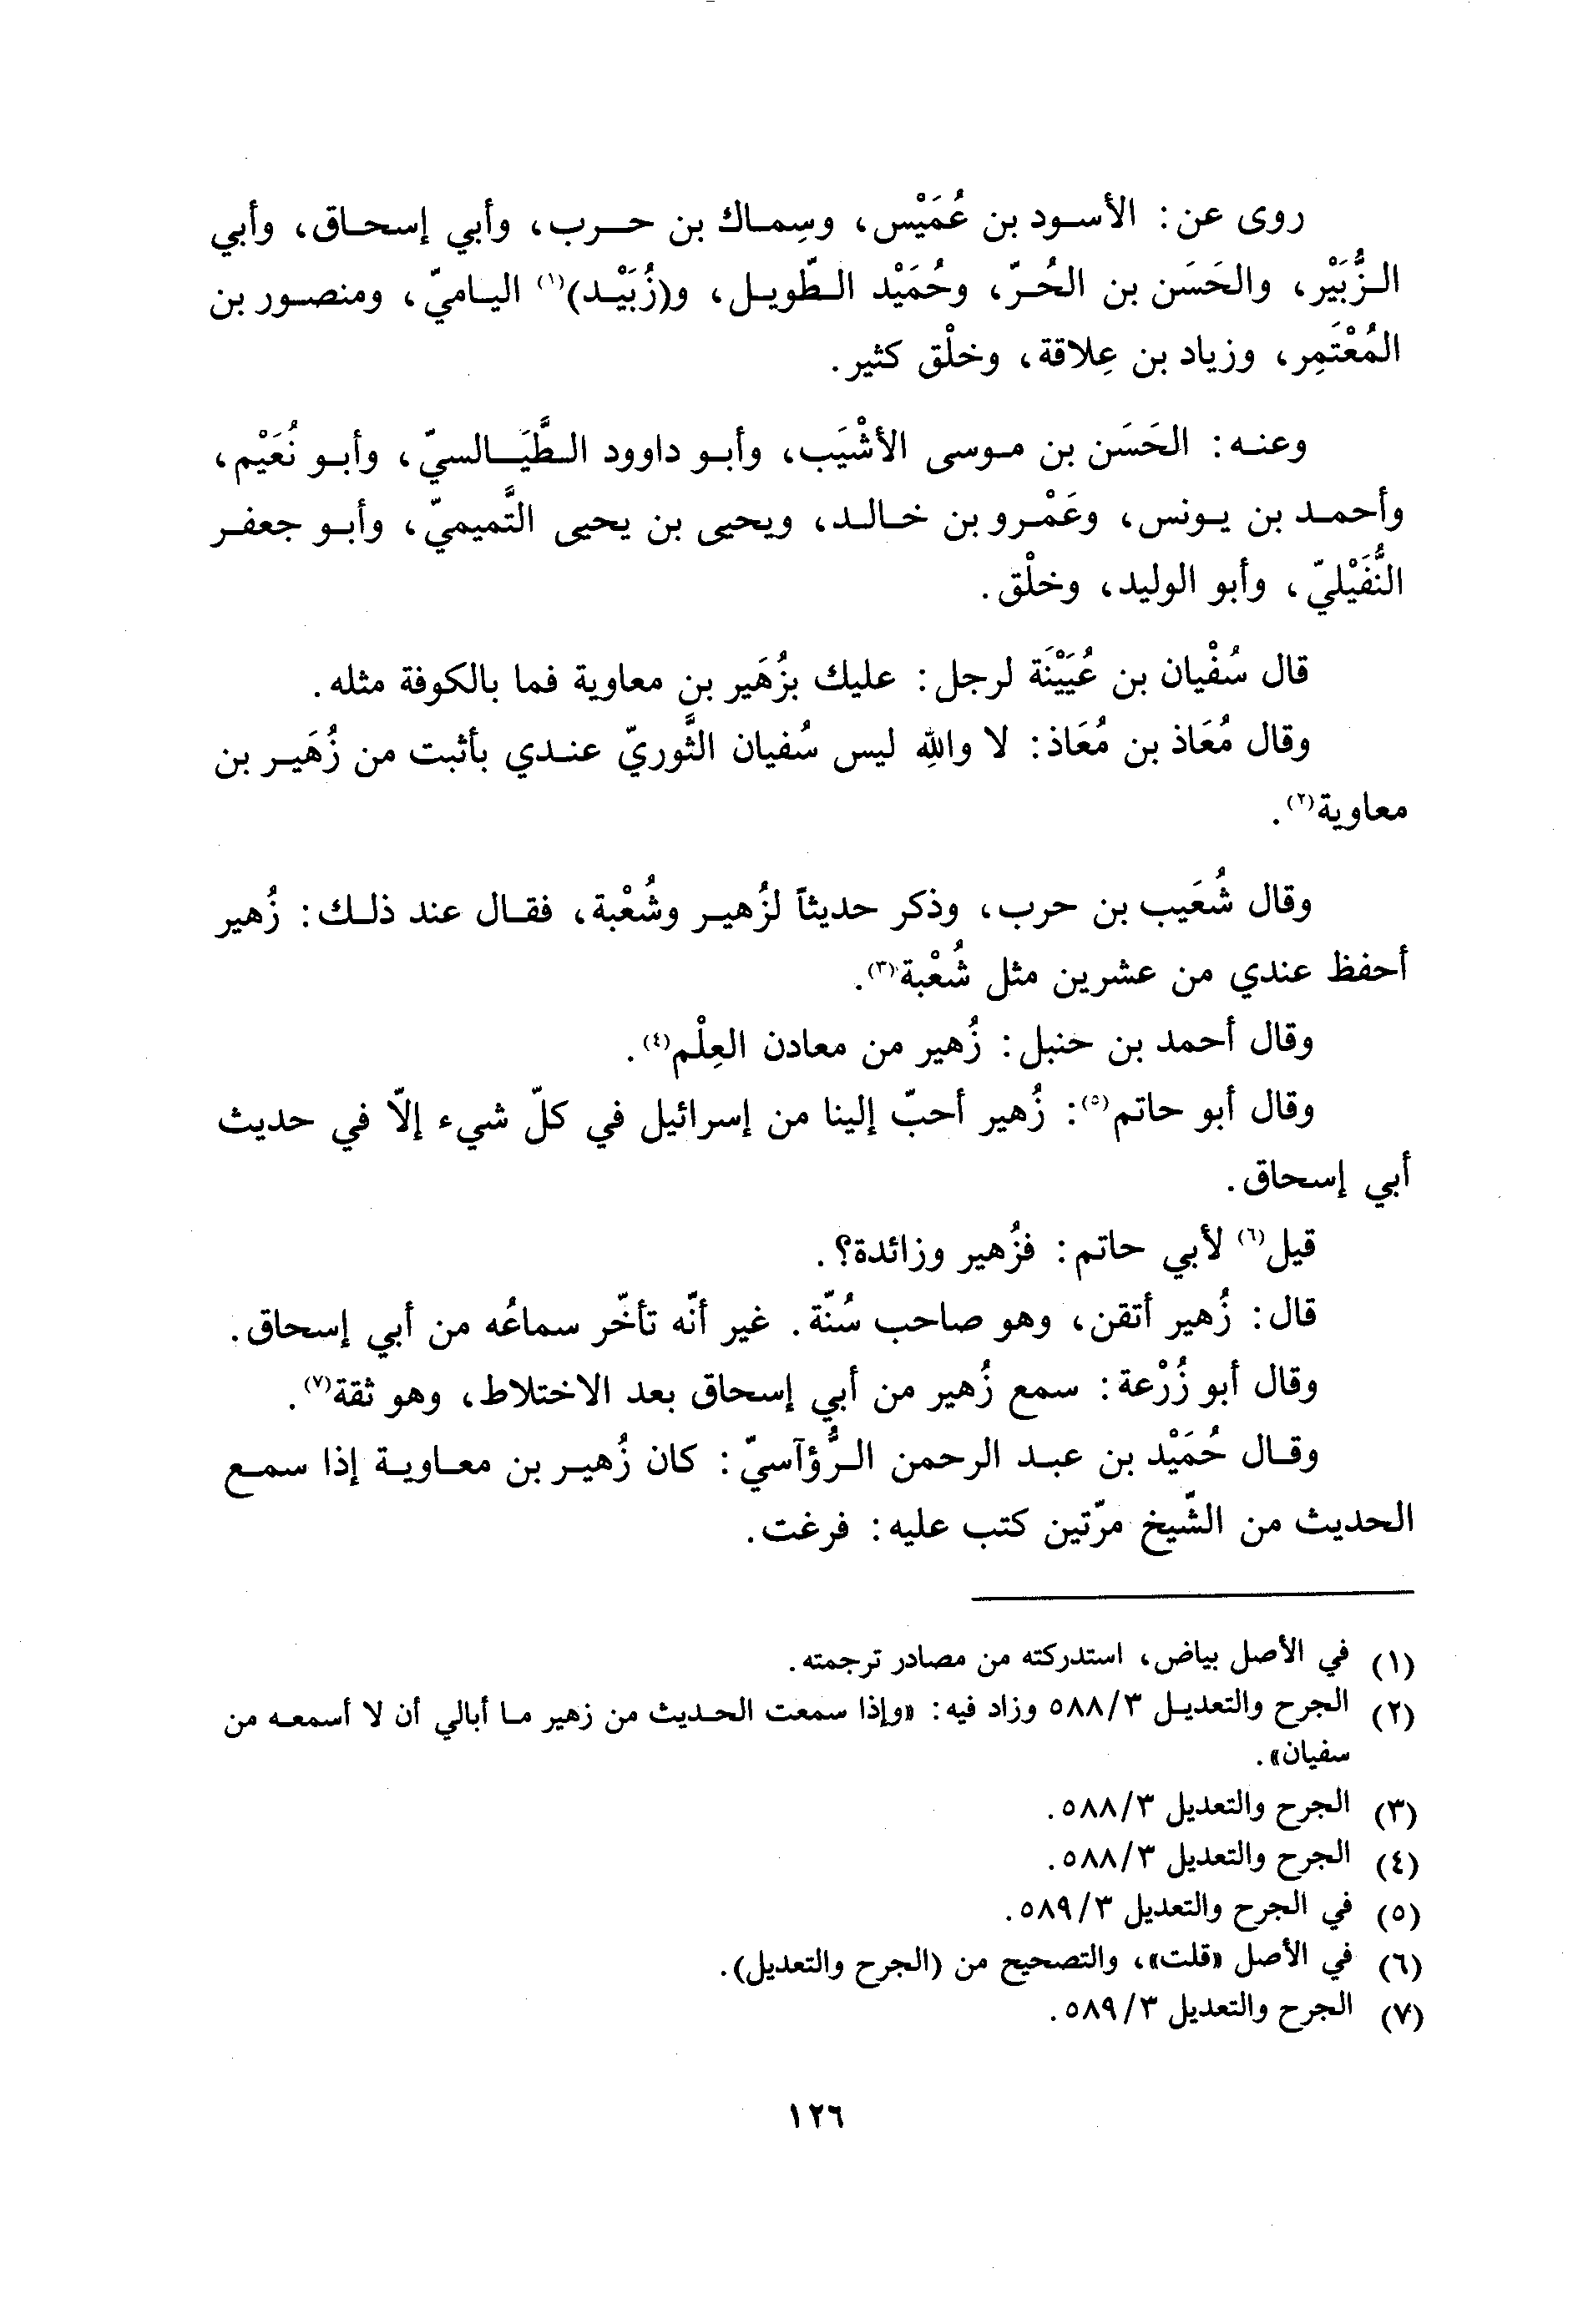 روى عن: الأسود بن عُمَيْس، وسِماك بن حرب، وأبي إسحاق، وأبي
الزُّبَيْر، والحَسَن بن الحُرّ، وحُمَيْد الطّويل، و(زُبَيْد)(١) الياميّ، ومنصور بن
المُعْتَمِر، وزياد بن عِلاقة، وخلْق كثير.
وعنه: الحَسَن بن موسى الأشْيَب، وأبو داوود الطَّيَالسيّ، وأبو نُعَيْم،
وأحمد بن يونس، وعَمْرو بن خالد، ويحيى بن يحيى التَّميميّ، وأبو جعفر
النُّفَيْليّ، وأبو الوليد، وخلْق.
قال سُفْيان بن عُيَيْنَة لرجل: عليك بزُهَير بن معاوية فما بالكوفة مثله.
وقال مُعَاذ بن مُعَاذ: لا واللهِ ليس سُفيان الثَّوريّ عندي بأثبت من زُهَير بن
معاوية(٢).
وقال شُعَيب بن حرب، وذكر حديثاً لزُهير وشُعْبة، فقال عند ذلك: زُهير
أحفظ عندي من عشرين مثل شُعْبة(٣).
وقال أحمد بن حنبل: زُهير من معادن العِلْم(٤).
وقال أبو حاتم(٥): زُهير أحبّ إلينا من إسرائيل في كلّ شيء إلّا في حديث
أبي إسحاق.
قيل(٦) لأبي حاتم: فزُهير وزائدة؟.
قال: زُهير أتقن، وهو صاحب سُنّة. غير أنّه تأخّر سماعُه من أبي إسحاق.
وقال أبو زُرْعة: سمع زُهير من أبي إسحاق بعد الاختلاط، وهو ثقة(٧).
وقال حُمَيْد بن عبد الرحمن الرُّؤآسيّ: كان زُهير بن معاوية إذا سمع
الحديث من الشّيخ مرّتين كتب عليه: فرغت.
(١) في الأصل بياض، استدركته من مصادر ترجمته.
(٢) الجرح والتعديل ٥٨٨/٣ وزاد فيه: «وإذا سمعت الحديث من زهير ما أبالي أن لا أسمعه من
سفيان».
(٣) الجرح والتعديل ٥٨٨/٣.
(٤) الجرح والتعديل ٥٨٨/٣.
(٥) في الجرح والتعديل ٥٨٩/٣.
(٦) في الأصل «قلت»، والتصحيح من (الجرح والتعديل).
(٧) الجرح والتعديل ٥٨٩/٣.
١٢٦